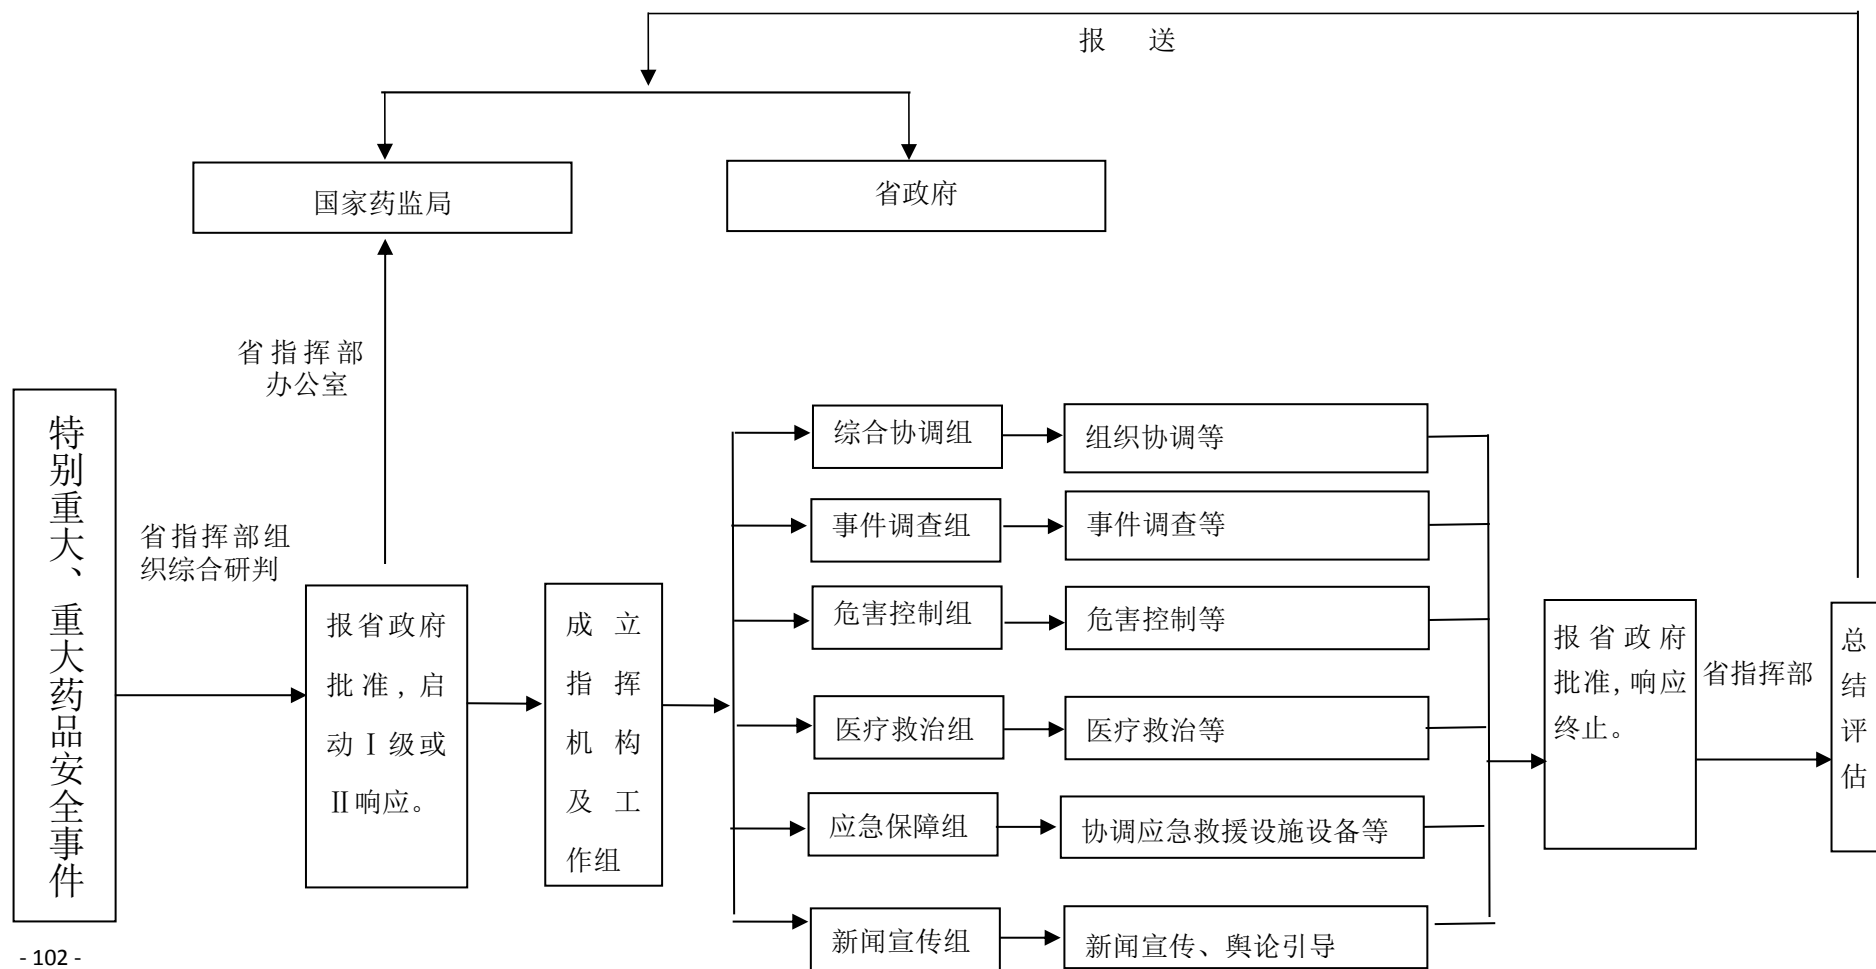 报 送
国家药监局
省政府
省指挥部
办公室
特别重大、重大药品安全事件
省指挥部组
织综合研判
报省政府
批准，启
动Ⅰ级或
Ⅱ响应。
成立
指挥
机构
及工
作组
综合协调组
组织协调等
事件调查组
事件调查等
危害控制组
危害控制等
医疗救治组
医疗救治等
应急保障组
协调应急救援设施设备等
新闻宣传组
新闻宣传、舆论引导
报省政府
批准，响应
终止。
省指挥部
总
结
评
估
- 102 -